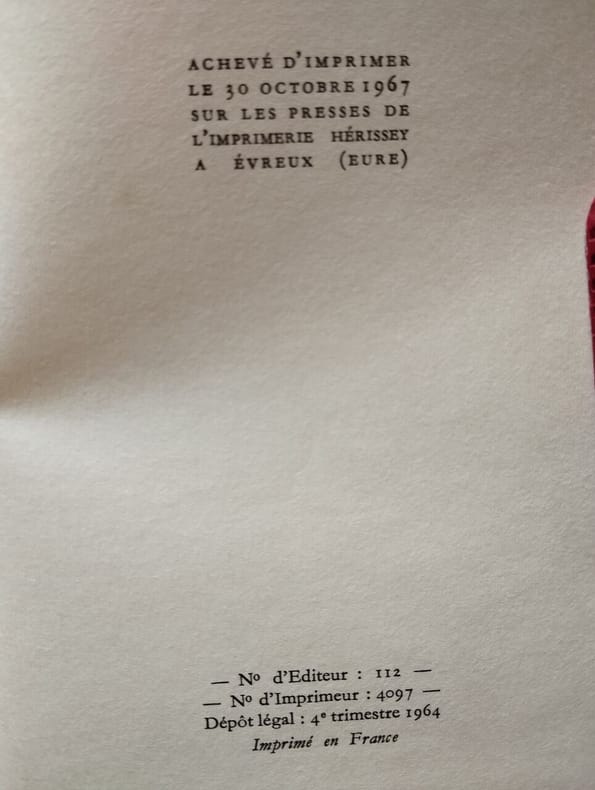 ACHEVÉ D'IMPRIMER
LE 30 OCTOBRE 1967
SUR LES PRESSES DE
L'IMPRIMERIE HÉRISSEY
A ÉVREUX (EURE)
— Nº d'Editeur : 112 —
— Nº d'Imprimeur : 4097 —
Dépôt légal : 4e trimestre 1964
Imprimé en France